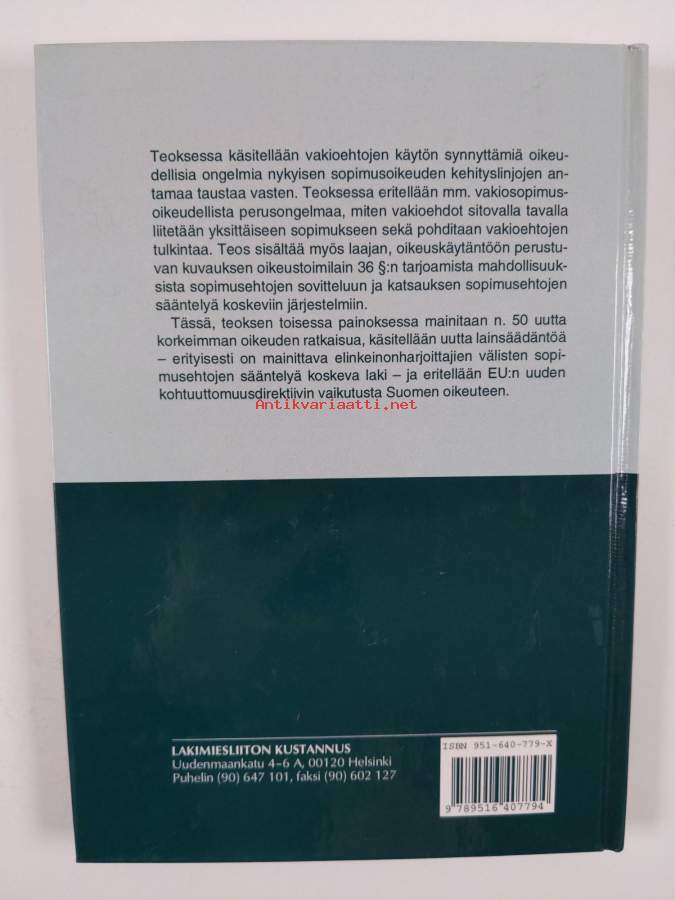 Teoksessa käsitellään vakioehtojen käytön synnyttämiä oikeu-
dellisia ongelmia nykyisen sopimusoikeuden kehityslinjojen an-
tamaa taustaa vasten. Teoksessa eritellään mm. vakiosopimus-
oikeudellista perusongelmaa, miten vakioehdot sitovalla tavalla
liitetään yksittäiseen sopimukseen sekä pohditaan vakioehtojen
tulkintaa. Teos sisältää myös laajan, oikeuskäytäntöön perustu-
van kuvauksen oikeustoimilain 36 §:n tarjoamista mahdollisuuk-
sista sopimusehtojen sovitteluun ja katsauksen sopimusehtojen
sääntelyä koskeviin järjestelmiin.
Tässä, teoksen toisessa painoksessa mainitaan n. 50 uutta
korkeimman oikeuden ratkaisua, käsitellään uutta lainsäädäntöä
– erityisesti on mainittava elinkeinonharjoittajien välisten sopi-
musehtojen sääntelyä koskeva laki – ja eritellään EU:n uuden
kohtuuttomuusdirektiivin vaikutusta Suomen oikeuteen.
Antikvariaatti.net
LAKIMIESLIITON KUSTANNUS
Uudenmaankatu 4–6 A, 00120 Helsinki
Puhelin (90) 647 101, faksi (90) 602 127
ISBN 951-640-779-X
9 789516 407794